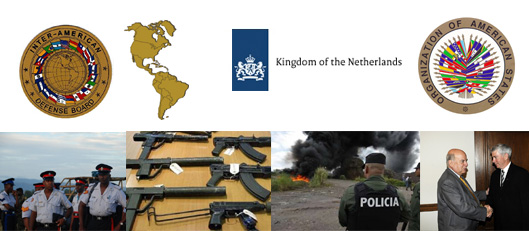 INTER-AMERICAN
DEFENSE BOARD
Kingdom of the Netherlands
ORGANIZATION OF AMERICAN STATES
POLICIA